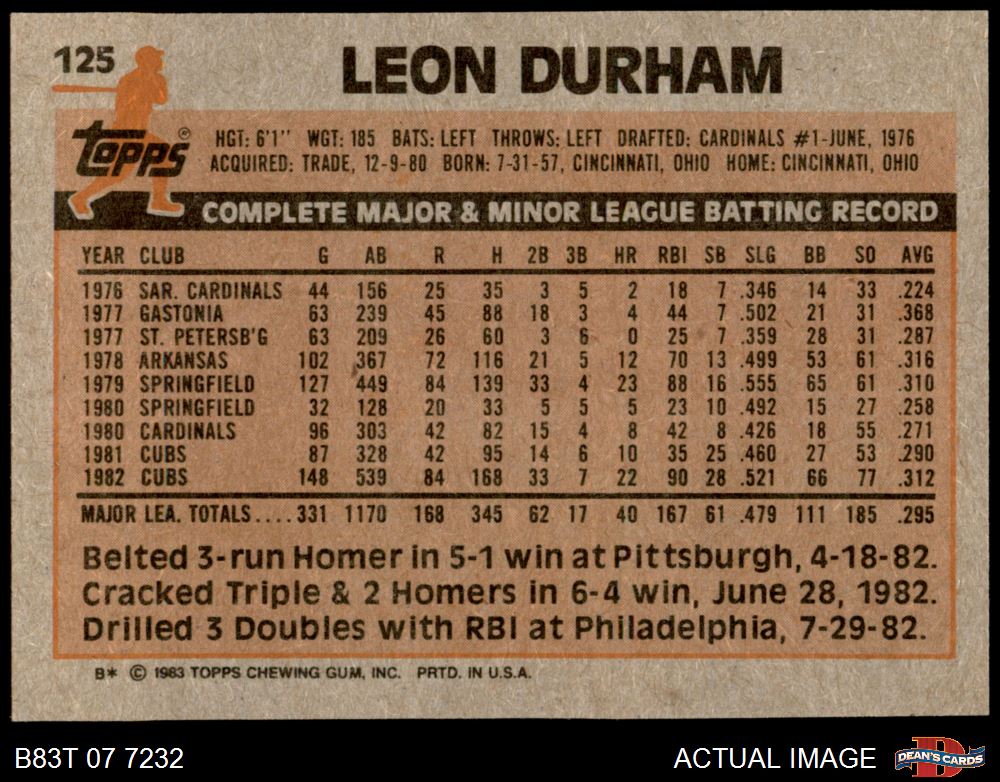 125
LEON DURHAM
Topps®
HGT: 6'1" WGT: 185 BATS: LEFT THROWS: LEFT DRAFTED: CARDINALS #1-JUNE, 1976
ACQUIRED: TRADE, 12-9-80 BORN: 7-31-57, CINCINNATI, OHIO HOME: CINCINNATI, OHIO
COMPLETE MAJOR & MINOR LEAGUE BATTING RECORD
YEAR CLUB G AB R H 2B 3B HR RBI SB SLG BB SO AVG
1976 SAR. CARDINALS 44 156 25 35 3 5 2 18 7 .346 14 33 .224
1977 GASTONIA 63 239 45 88 18 3 4 44 7 .502 21 31 .368
1977 ST. PETERSB'G 63 209 26 60 3 6 0 25 7 .359 28 31 .287
1978 ARKANSAS 102 367 72 116 21 5 12 70 13 .499 53 61 .316
1979 SPRINGFIELD 127 449 84 139 33 4 23 88 16 .555 65 61 .310
1980 SPRINGFIELD 32 128 20 33 5 5 5 23 10 .492 15 27 .258
1980 CARDINALS 96 303 42 82 15 4 8 42 8 .426 18 55 .271
1981 CUBS 87 328 42 95 14 6 10 35 25 .460 27 53 .290
1982 CUBS 148 539 84 168 33 7 22 90 28 .521 66 77 .312
MAJOR LEA. TOTALS.... 331 1170 168 345 62 17 40 167 61 .479 111 185 .295
Belted 3-run Homer in 5-1 win at Pittsburgh, 4-18-82.
Cracked Triple & 2 Homers in 6-4 win, June 28, 1982.
Drilled 3 Doubles with RBI at Philadelphia, 7-29-82.
B* © 1983 TOPPS CHEWING GUM, INC. PRTD. IN U.S.A.
B83T 07 7232
ACTUAL IMAGE
D
DEAN'S CARDS